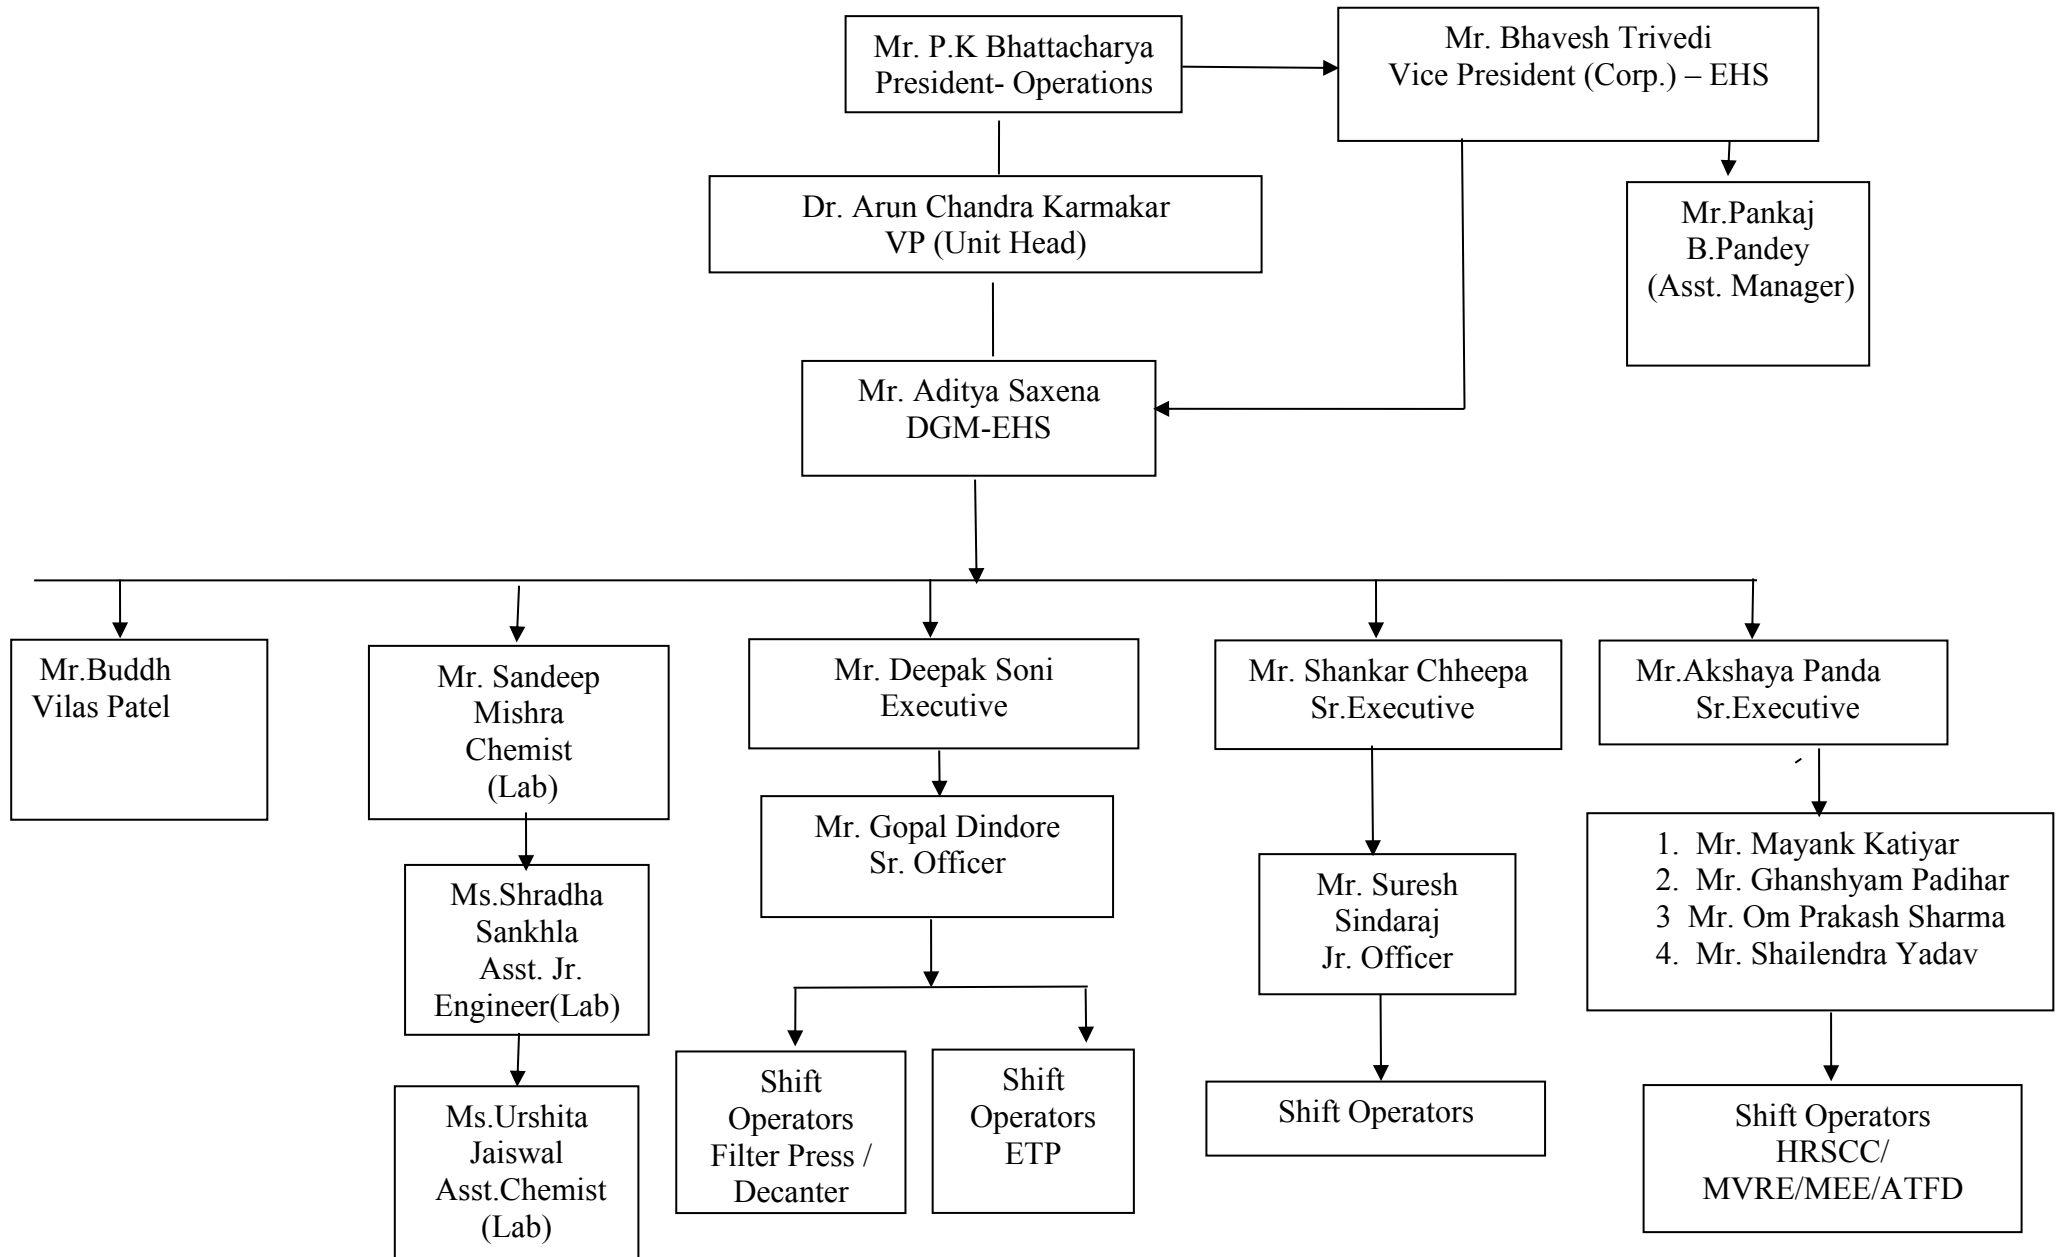 Mr. P.K Bhattacharya
President- Operations
Mr. Bhavesh Trivedi
Vice President (Corp.) – EHS
Dr. Arun Chandra Karmakar
VP (Unit Head)
Mr.Pankaj
B.Pandey
(Asst. Manager)
Mr. Aditya Saxena
DGM-EHS
Mr.Buddh
Vilas Patel
Mr. Sandeep
Mishra
Chemist
(Lab)
Mr. Deepak Soni
Executive
Mr. Shankar Chheepa
Sr.Executive
Mr.Akshaya Panda
Sr.Executive
Ms.Shradha
Sankhla
Asst. Jr.
Engineer(Lab)
Mr. Gopal Dindore
Sr. Officer
Mr. Suresh
Sindaraj
Jr. Officer
1. Mr. Mayank Katiyar
2. Mr. Ghanshyam Padihar
3 Mr. Om Prakash Sharma
4. Mr. Shailendra Yadav
Ms.Urshita
Jaiswal
Asst.Chemist
(Lab)
Shift
Operators
Filter Press /
Decanter
Shift
Operators
ETP
Shift Operators
Shift Operators
HRSCC/
MVRE/MEE/ATFD